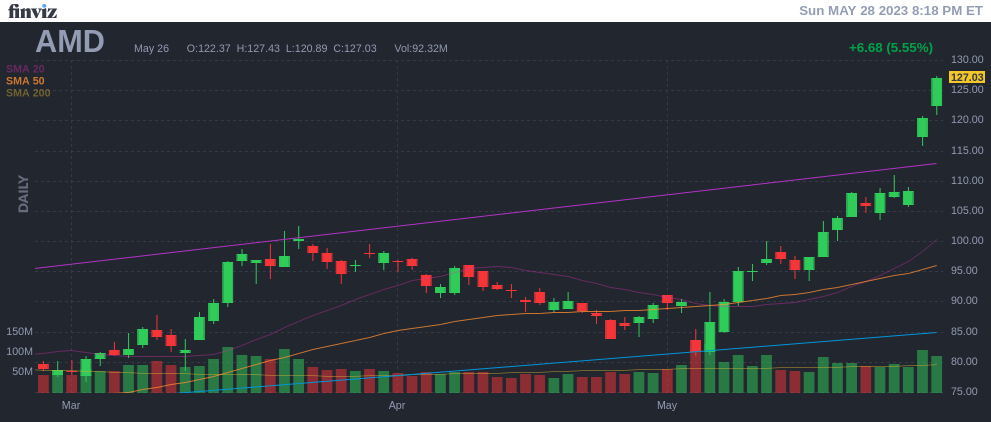 finviz
Sun MAY 28 2023 8:18 PM ET
AMD
May 26 O:122.37 H:127.43 L:120.89 C:127.03 Vol:92.32M
+6.68 (5.55%)
SMA 20
SMA 50
SMA 200
DAILY
130.00
127.03
125.00
120.00
115.00
110.00
105.00
100.00
95.00
90.00
85.00
80.00
75.00
150M
100M
50M
Mar
Apr
May